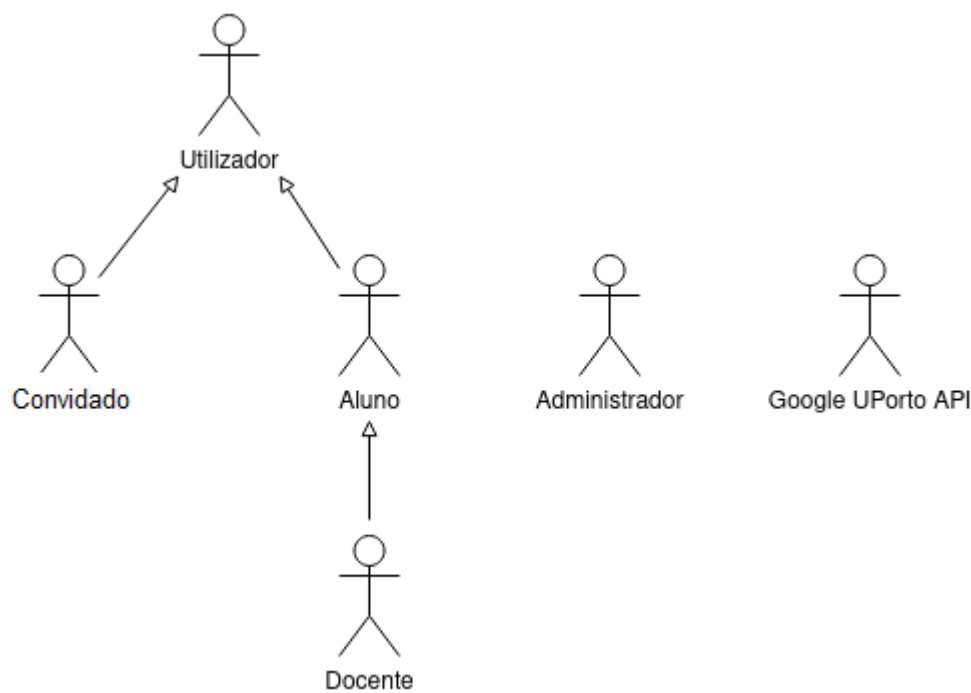 Utilizador
Convidado
Aluno
Administrador
Google UPorto API
Docente